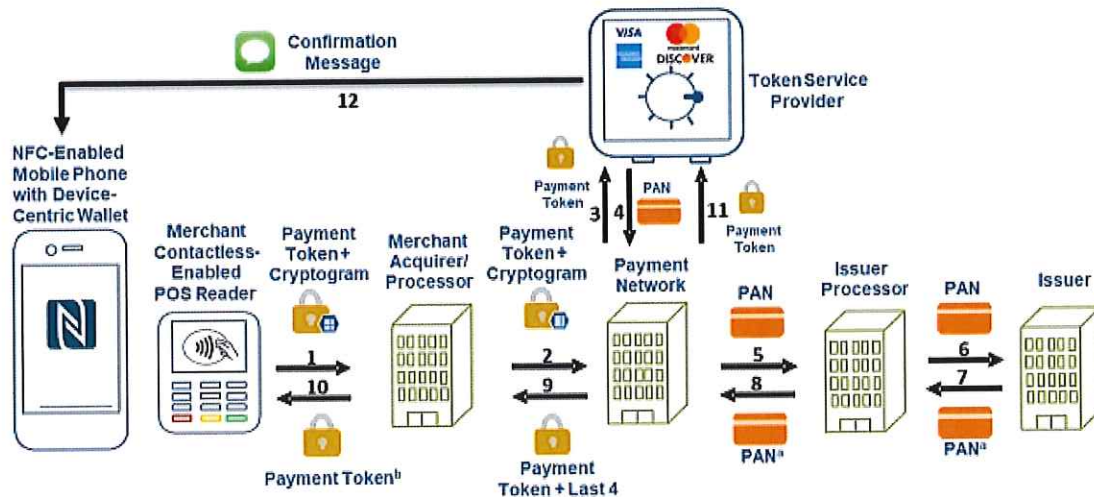 Confirmation
Message
12
VISA
mastercard
DISCOVER
Token Service
Provider
NFC-Enabled
Mobile Phone
with Device-
Centric Wallet
Merchant
Contactless-
Enabled
POS Reader
Payment
Token +
Cryptogram
1
10
Payment Tokenᵇ
Merchant
Acquirer/
Processor
Payment
Token +
Cryptogram
2
9
Payment
Token + Last 4
Payment
Token
3
4
PAN
11
Payment
Token
Payment
Network
PAN
5
8
PANᵃ
Issuer
Processor
PAN
6
7
PANᵃ
Issuer